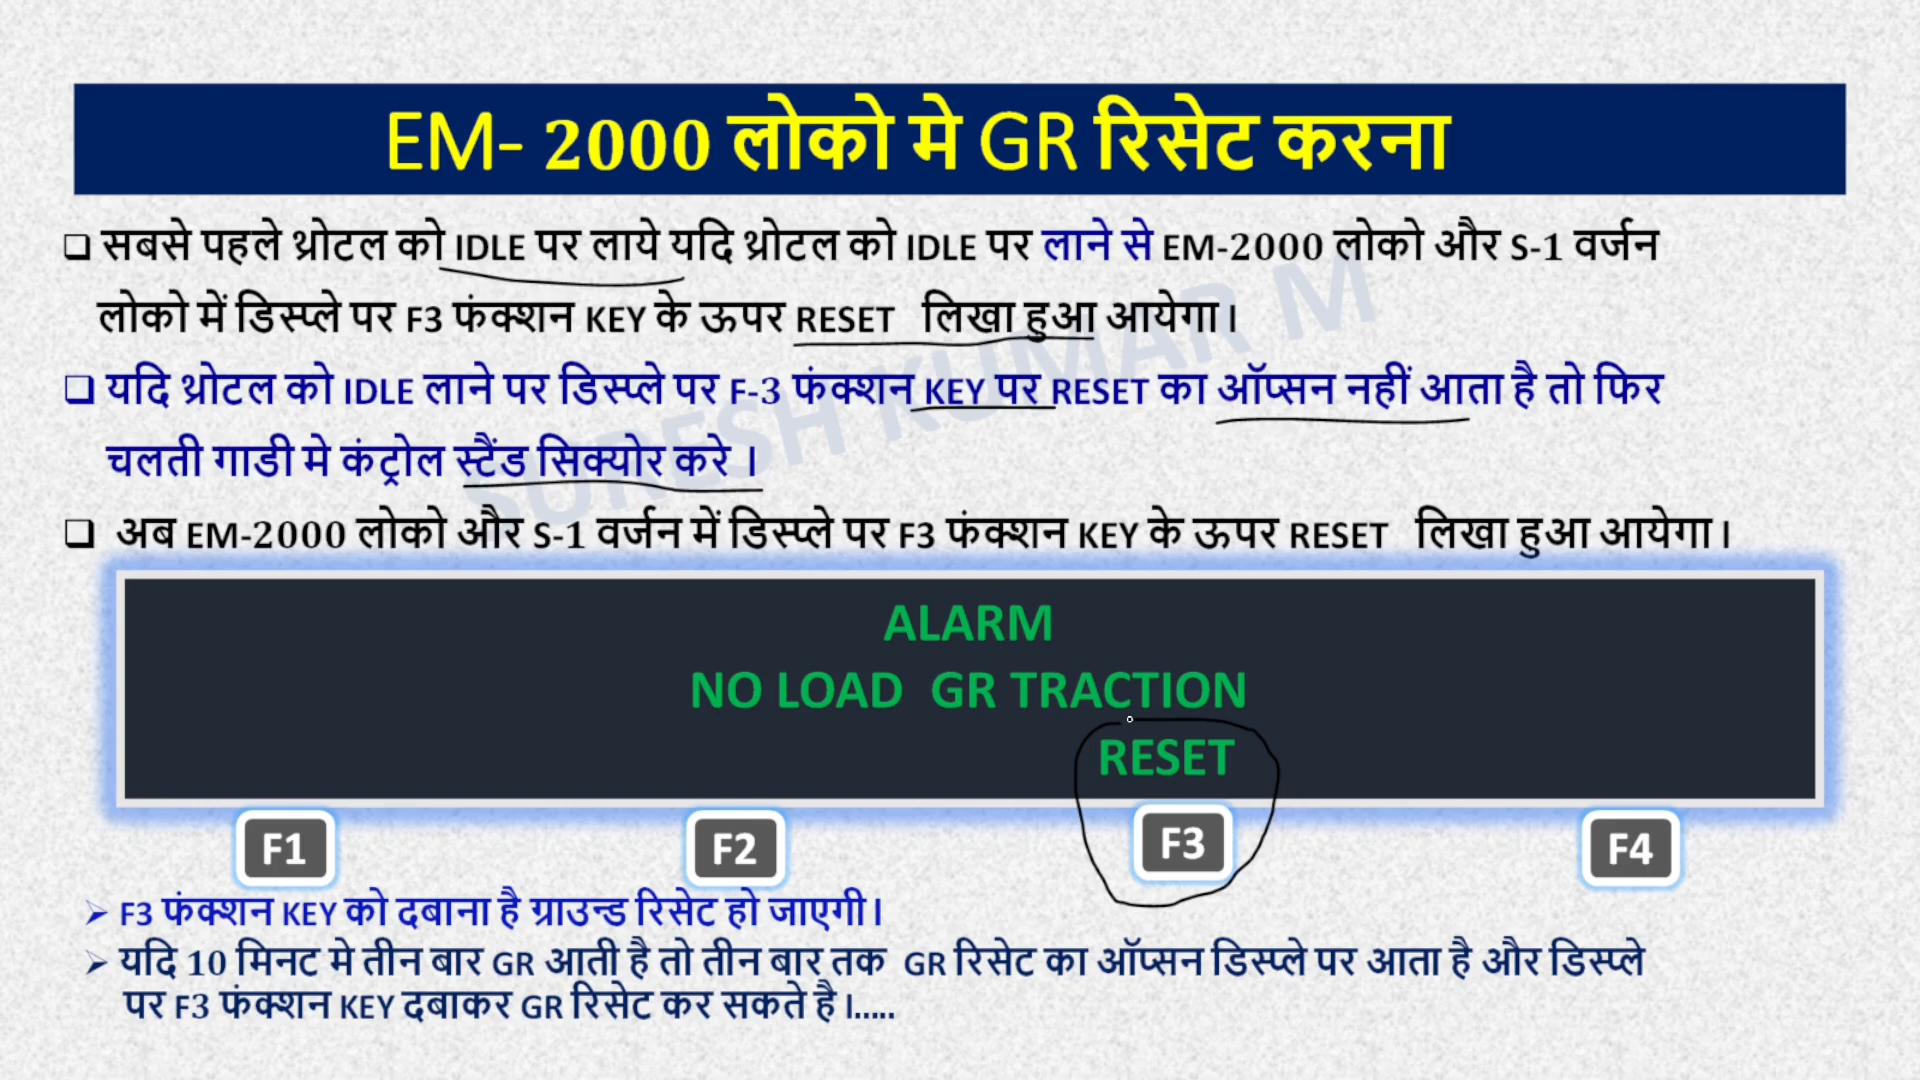 EM- 2000 लोको मे GR रिसेट करना
सबसे पहले थ्रोटल को IDLE पर लाये यदि थ्रोटल को IDLE पर लाने से EM-2000 लोको और S-1 वर्जन
लोको में डिस्प्ले पर F3 फंक्शन KEY के ऊपर RESET लिखा हुआ आयेगा।
यदि थ्रोटल को IDLE लाने पर डिस्प्ले पर F-3 फंक्शन KEY पर RESET का ऑप्सन नहीं आता है तो फिर
चलती गाडी मे कंट्रोल स्टैंड सिक्योर करे ।
अब EM-2000 लोको और S-1 वर्जन में डिस्प्ले पर F3 फंक्शन KEY के ऊपर RESET लिखा हुआ आयेगा ।
SURESH KUMAR M
ALARM
NO LOAD GR TRACTION
RESET
F1 F2 F3 F4
F3 फंक्शन KEY को दबाना है ग्राउन्ड रिसेट हो जाएगी।
यदि 10 मिनट मे तीन बार GR आती है तो तीन बार तक GR रिसेट का ऑप्सन डिस्प्ले पर आता है और डिस्प्ले
पर F3 फंक्शन KEY दबाकर GR रिसेट कर सकते है ।.....